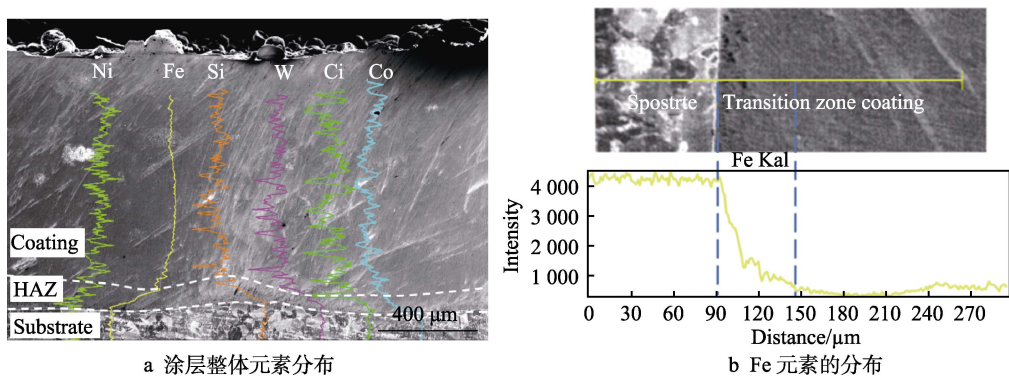 Ni Fe Si W Ci Co
Coating
HAZ
Substrate
400 µm
a 涂层整体元素分布
Spostrte Transition zone coating
Fe Kal
Intensity
4 000
3 000
2 000
1 000
0 30 60 90 120 150 180 210 240 270
Distance/µm
b Fe 元素的分布